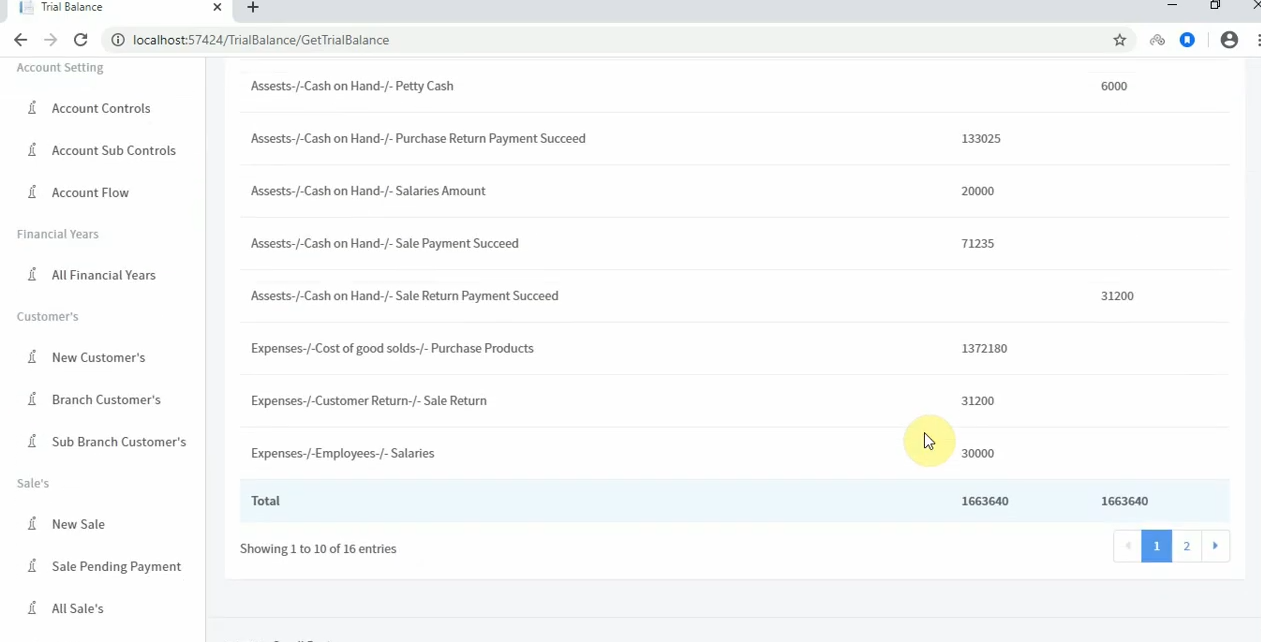 Trial Balance
localhost:57424/TrialBalance/GetTrialBalance
Account Setting
Account Controls
Account Sub Controls
Account Flow
Financial Years
All Financial Years
Customer's
New Customer's
Branch Customer's
Sub Branch Customer's
Sale's
New Sale
Sale Pending Payment
All Sale's
Assests-/-Cash on Hand-/- Petty Cash 6000
Assests-/-Cash on Hand-/- Purchase Return Payment Succeed 133025
Assests-/-Cash on Hand-/- Salaries Amount 20000
Assests-/-Cash on Hand-/- Sale Payment Succeed 71235
Assests-/-Cash on Hand-/- Sale Return Payment Succeed 31200
Expenses-/-Cost of good solds-/- Purchase Products 1372180
Expenses-/-Customer Return-/- Sale Return 31200
Expenses-/-Employees-/- Salaries 30000
Total 1663640 1663640
Showing 1 to 10 of 16 entries
1 2